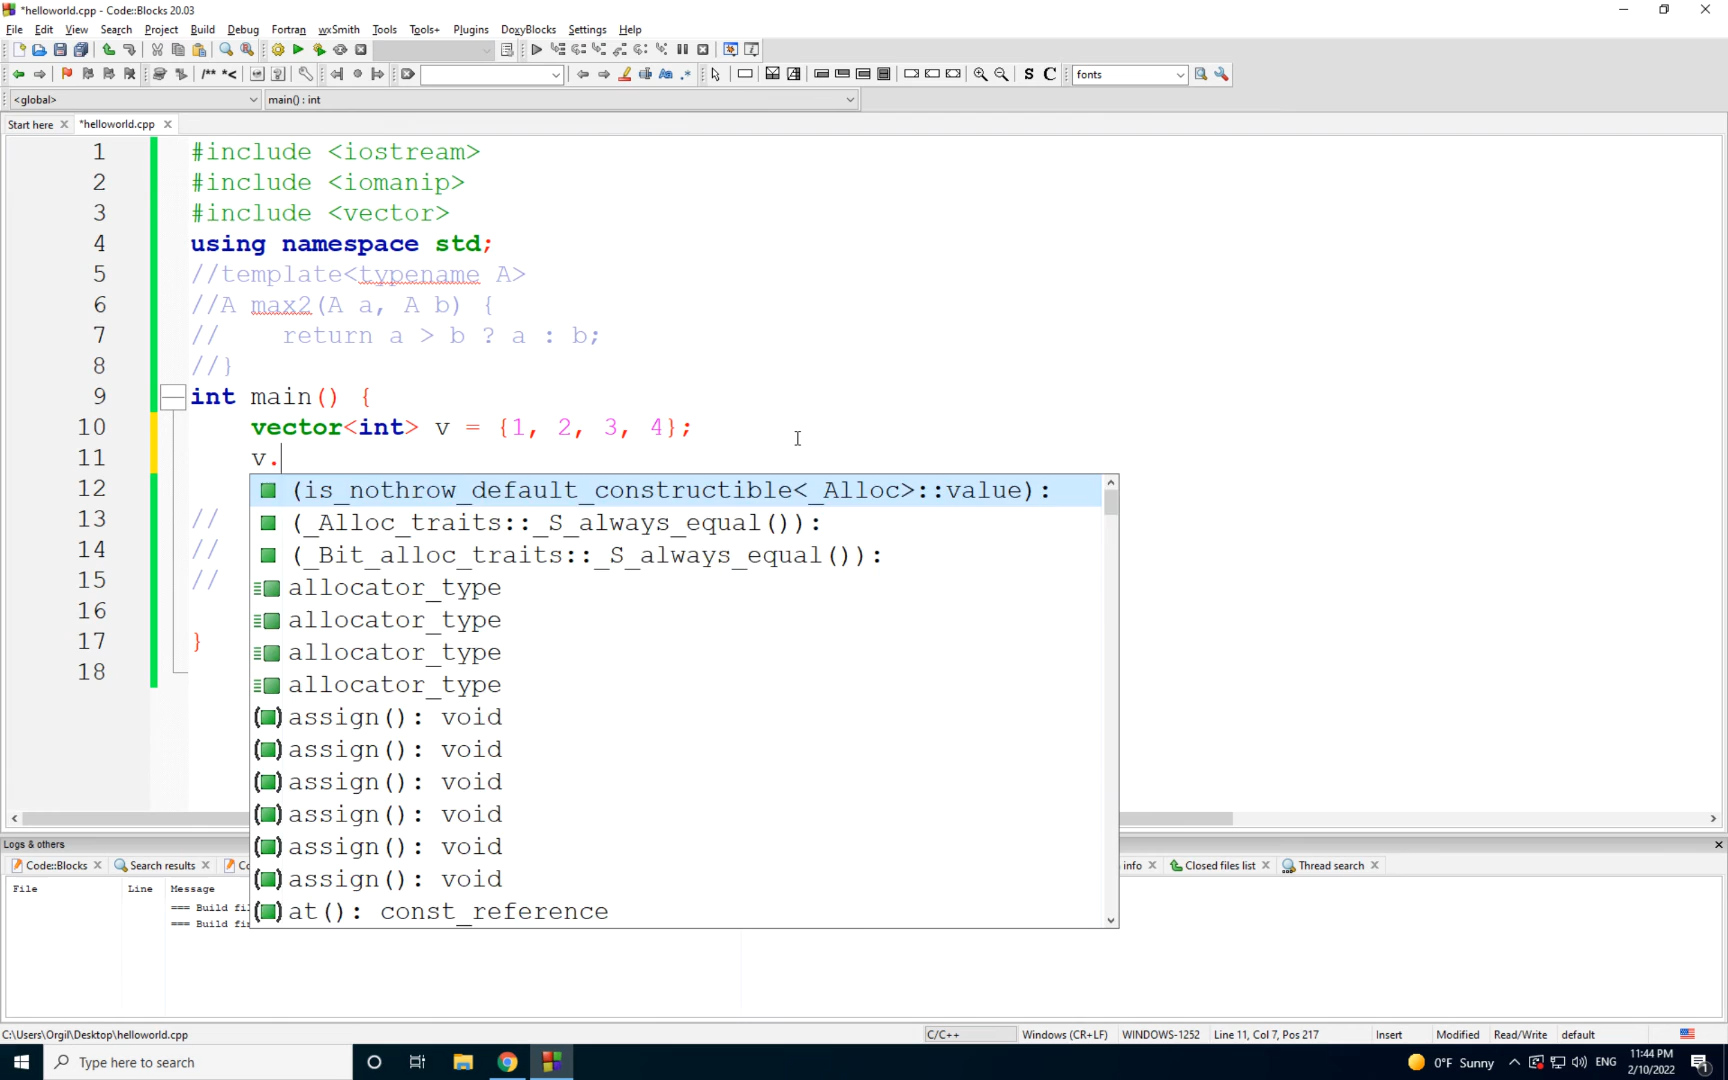 *helloworld.cpp - Code::Blocks 20.03
File Edit View Search Project Build Debug Fortran wxSmith Tools Tools+ Plugins DoxyBlocks Settings Help
/** *< S C fonts
<global> main() : int
Start here *helloworld.cpp
1 #include <iostream>
2 #include <iomanip>
3 #include <vector>
4 using namespace std;
5 //template<typename A>
6 //A max2(A a, A b) {
7 // return a > b ? a : b;
8 //}
9 int main() {
10 vector<int> v = {1, 2, 3, 4};
11 v.
12 (is_nothrow_default_constructible<_Alloc>::value):
13 // (_Alloc_traits::_S_always_equal()):
14 // (_Bit_alloc_traits::_S_always_equal()):
15 // allocator_type
16 allocator_type
17 } allocator_type
18 allocator_type
assign(): void
assign(): void
assign(): void
assign(): void
assign(): void
assign(): void
at(): const_reference
Logs & others
Code::Blocks Search results Co info Closed files list Thread search
File Line Message
=== Build fi
=== Build fi
C:\Users\Orgil\Desktop\helloworld.cpp C/C++ Windows (CR+LF) WINDOWS-1252 Line 11, Col 7, Pos 217 Insert Modified Read/Write default
Type here to search 0°F Sunny ENG 11:44 PM
2/10/2022 1